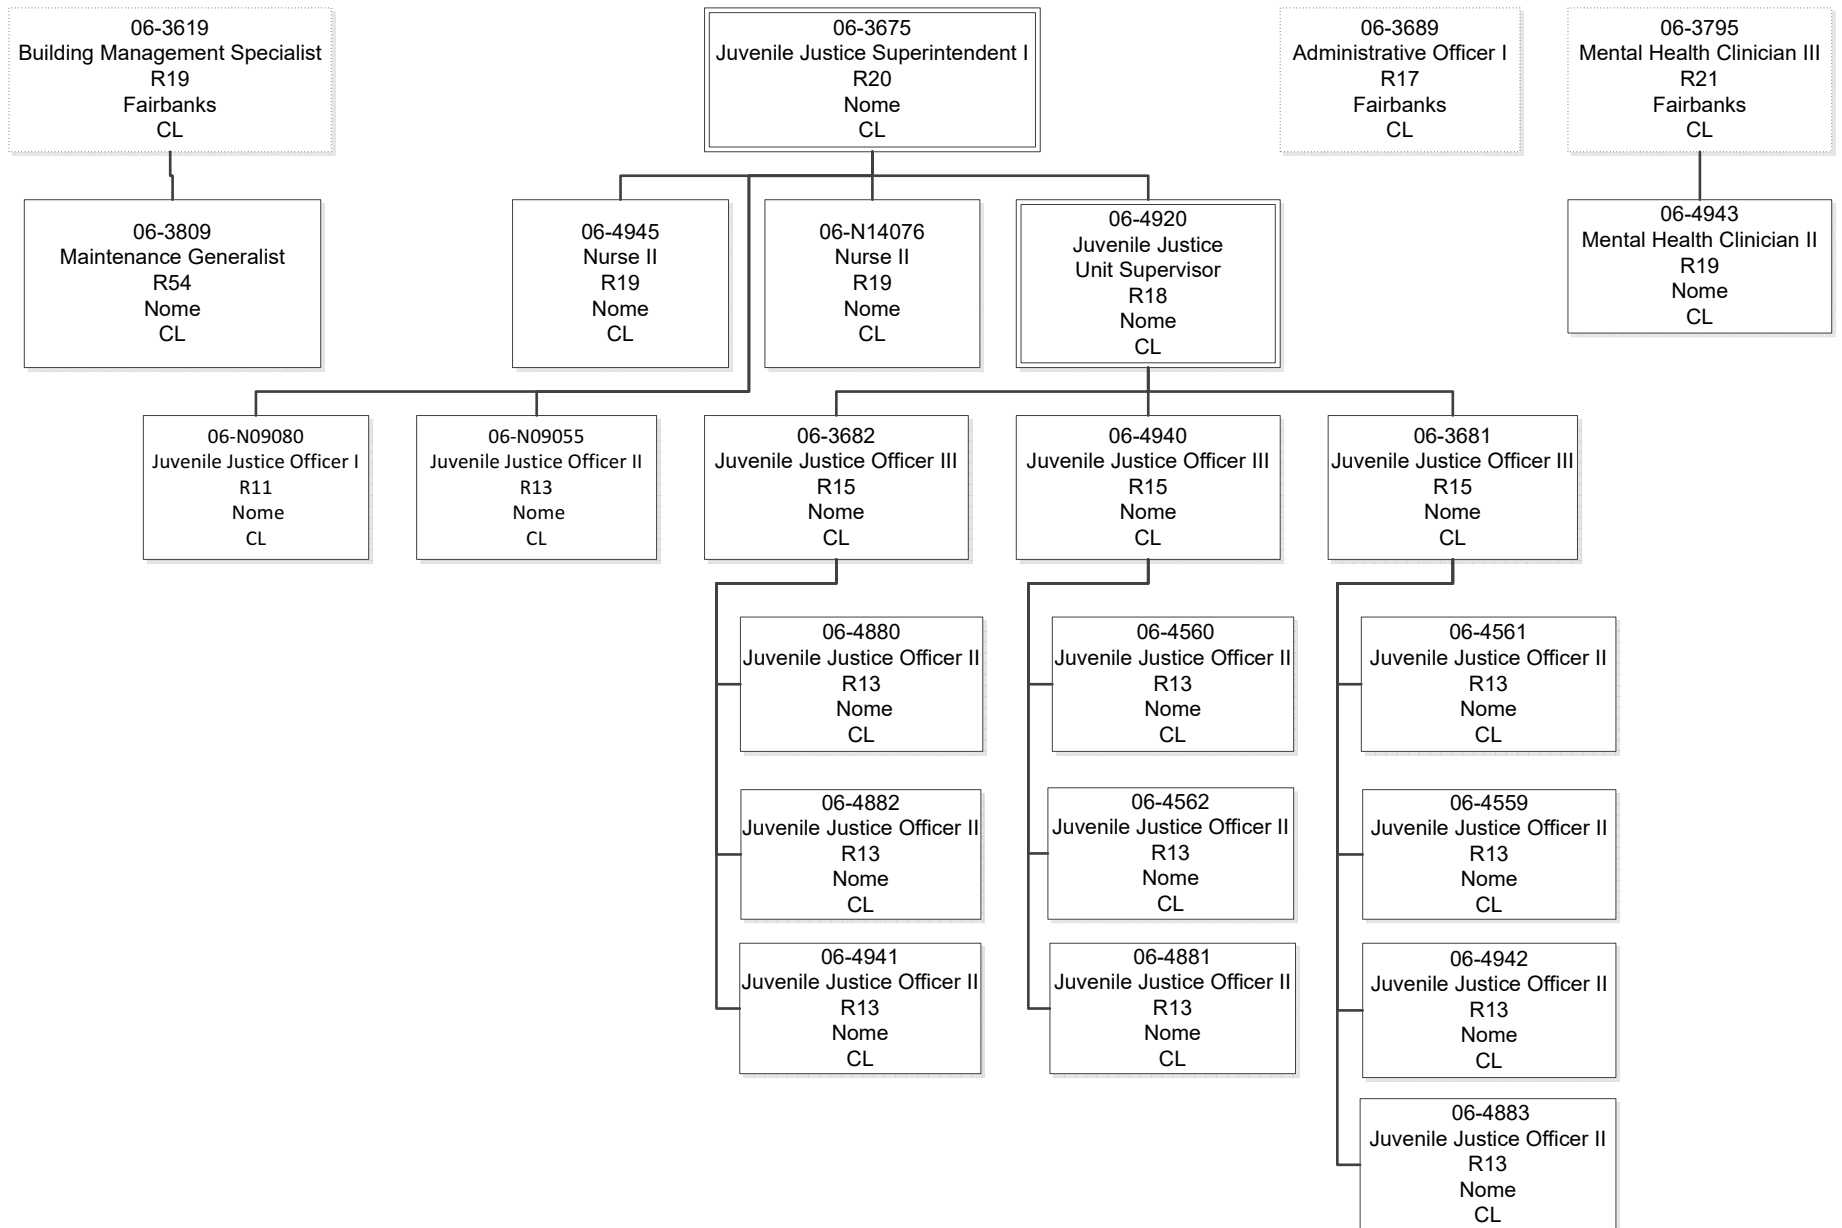 06-3619
Building Management Specialist
R19
Fairbanks
CL
06-3675
Juvenile Justice Superintendent I
R20
Nome
CL
06-3689
Administrative Officer I
R17
Fairbanks
CL
06-3795
Mental Health Clinician III
R21
Fairbanks
CL
06-3809
Maintenance Generalist
R54
Nome
CL
06-4945
Nurse II
R19
Nome
CL
06-N14076
Nurse II
R19
Nome
CL
06-4920
Juvenile Justice
Unit Supervisor
R18
Nome
CL
06-4943
Mental Health Clinician II
R19
Nome
CL
06-N09080
Juvenile Justice Officer I
R11
Nome
CL
06-N09055
Juvenile Justice Officer II
R13
Nome
CL
06-3682
Juvenile Justice Officer III
R15
Nome
CL
06-4940
Juvenile Justice Officer III
R15
Nome
CL
06-3681
Juvenile Justice Officer III
R15
Nome
CL
06-4880
Juvenile Justice Officer II
R13
Nome
CL
06-4560
Juvenile Justice Officer II
R13
Nome
CL
06-4561
Juvenile Justice Officer II
R13
Nome
CL
06-4882
Juvenile Justice Officer II
R13
Nome
CL
06-4562
Juvenile Justice Officer II
R13
Nome
CL
06-4559
Juvenile Justice Officer II
R13
Nome
CL
06-4941
Juvenile Justice Officer II
R13
Nome
CL
06-4881
Juvenile Justice Officer II
R13
Nome
CL
06-4942
Juvenile Justice Officer II
R13
Nome
CL
06-4883
Juvenile Justice Officer II
R13
Nome
CL